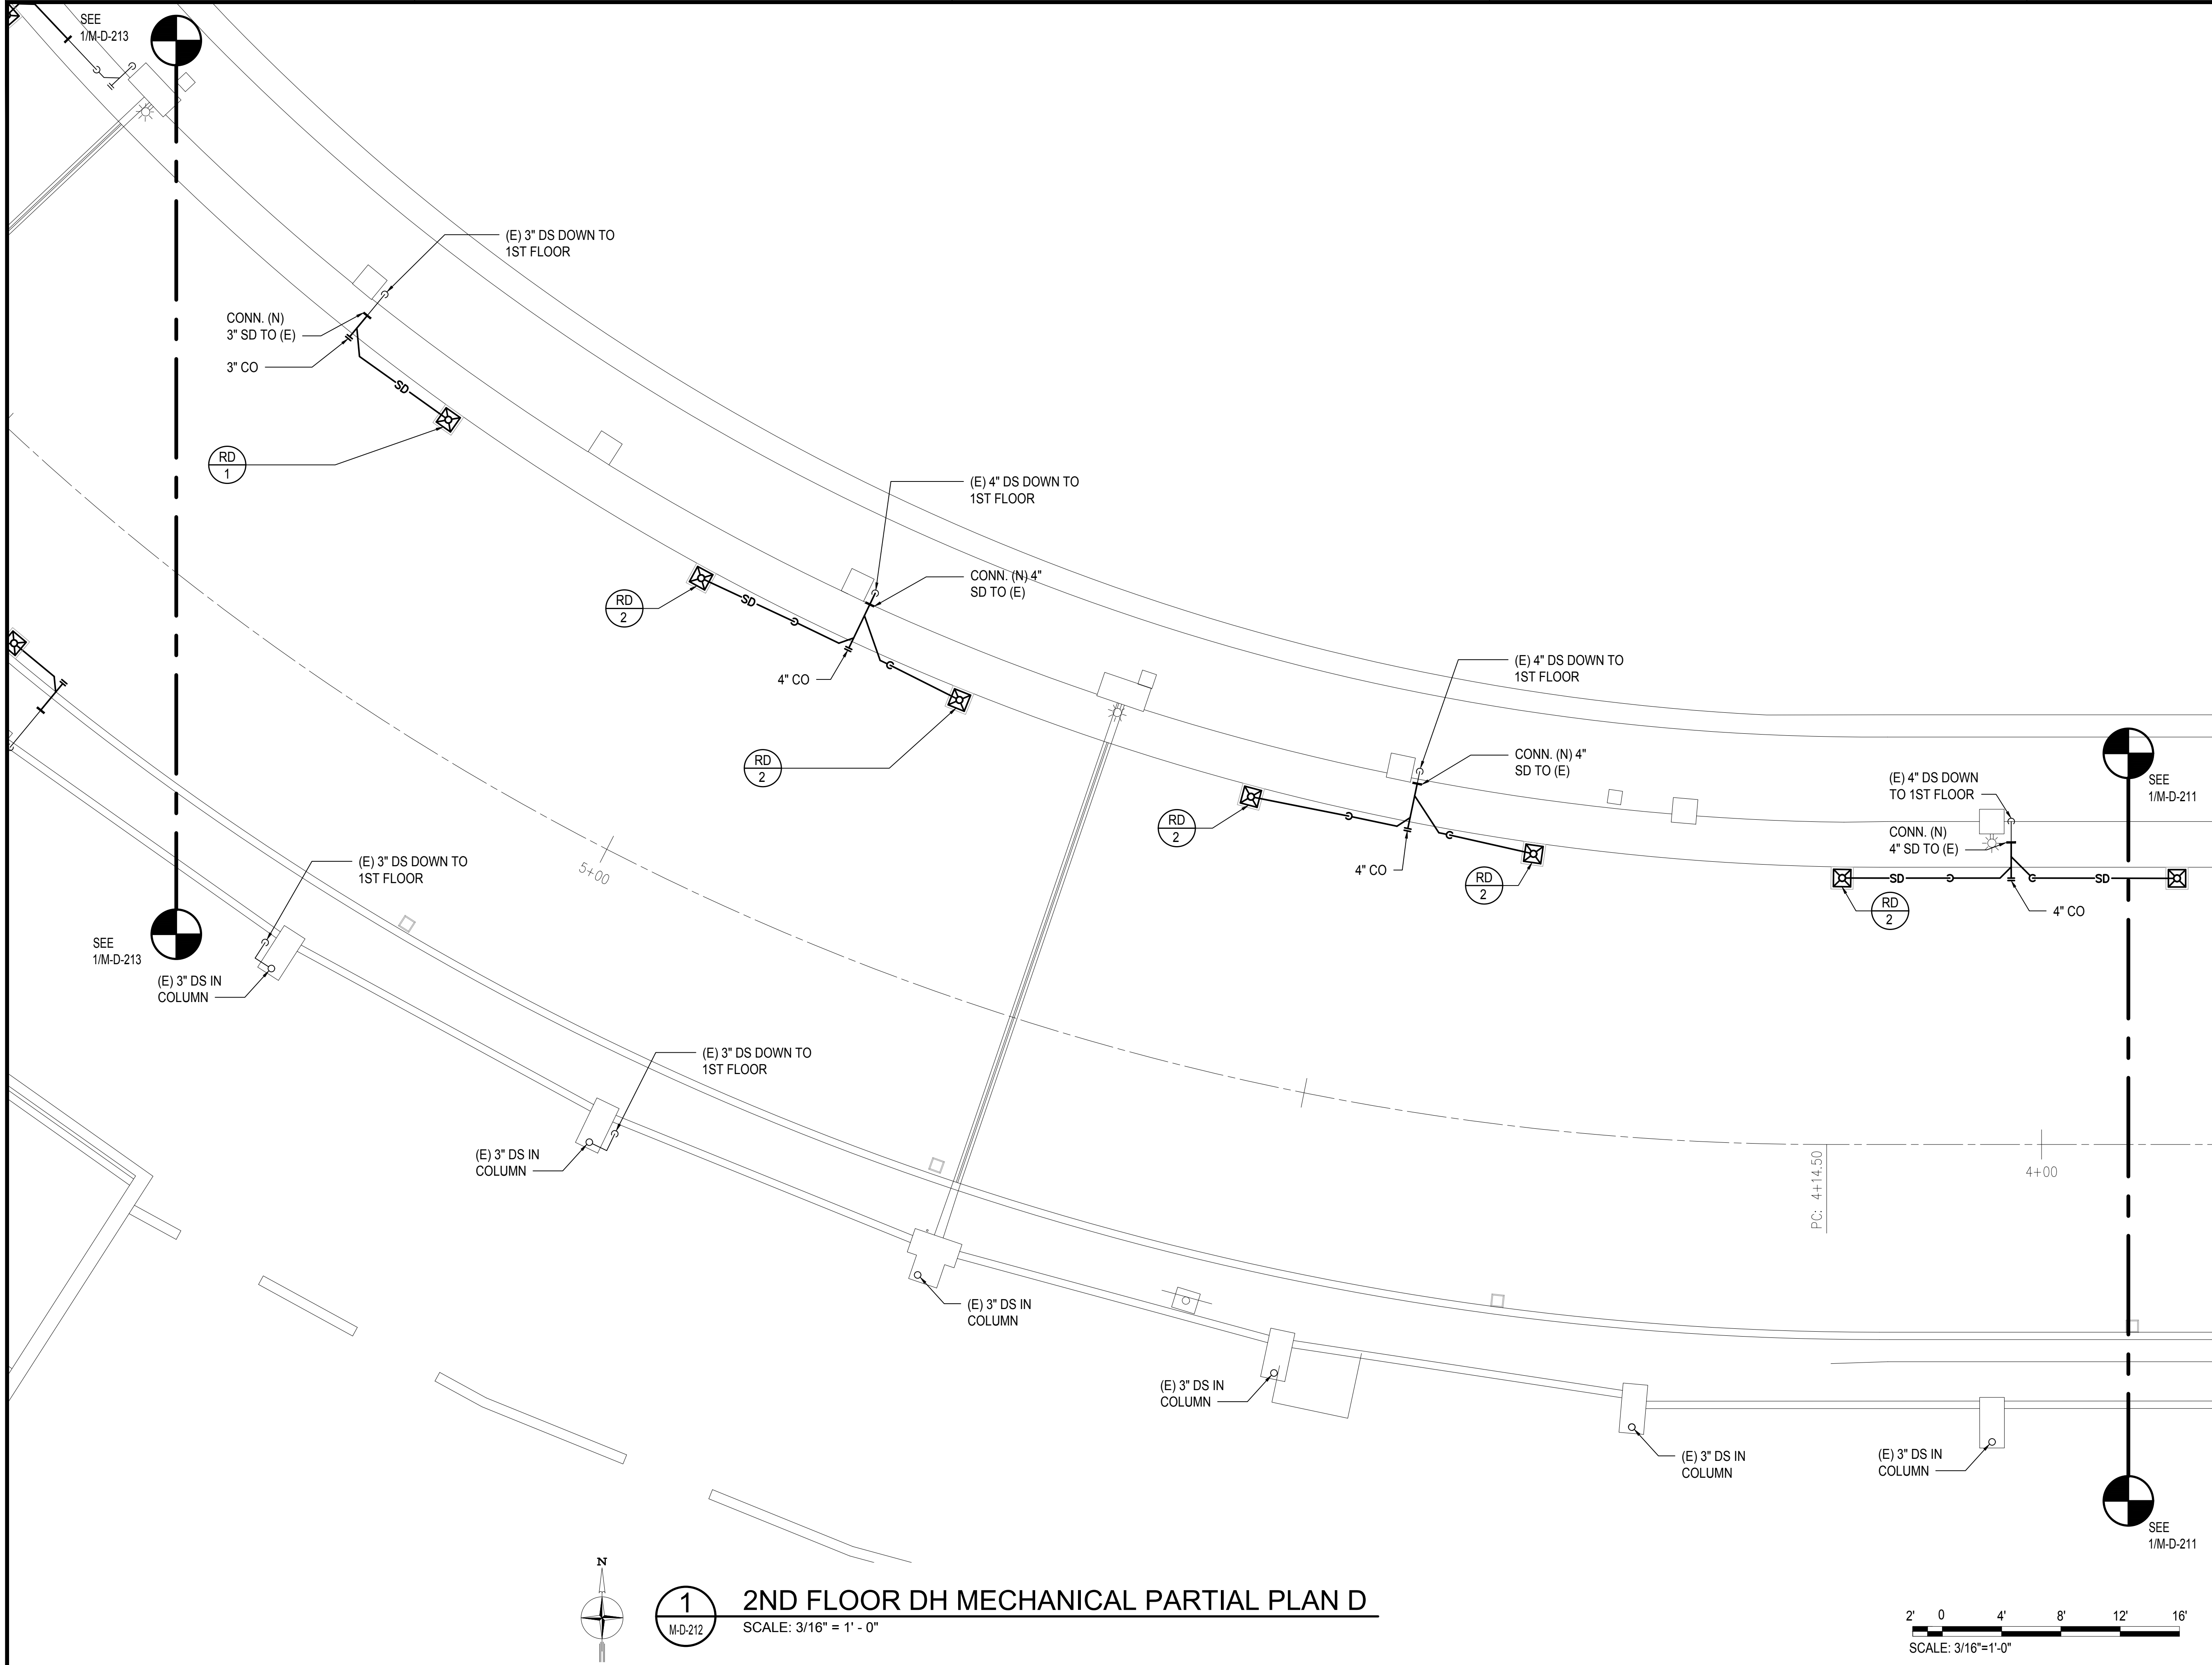 SEE
1/M-D-213
(E) 3" DS DOWN TO
1ST FLOOR
CONN. (N)
3" SD TO (E)
3" CO
SD
RD
1
(E) 4" DS DOWN TO
1ST FLOOR
CONN. (N) 4"
SD TO (E)
RD
2
SD
4" CO
RD
2
(E) 4" DS DOWN TO
1ST FLOOR
CONN. (N) 4"
SD TO (E)
RD
2
4" CO
RD
2
(E) 4" DS DOWN
TO 1ST FLOOR
CONN. (N)
4" SD TO (E)
SEE
1/M-D-211
SD
SD
RD
2
4" CO
(E) 3" DS DOWN TO
1ST FLOOR
5+00
SEE
1/M-D-213
(E) 3" DS IN
COLUMN
(E) 3" DS DOWN TO
1ST FLOOR
(E) 3" DS IN
COLUMN
PC: 4+14.50
4+00
(E) 3" DS IN
COLUMN
(E) 3" DS IN
COLUMN
(E) 3" DS IN
COLUMN
(E) 3" DS IN
COLUMN
SEE
1/M-D-211
N
1
M-D-212
2ND FLOOR DH MECHANICAL PARTIAL PLAN D
SCALE: 3/16" = 1' - 0"
2' 0 4' 8' 12' 16'
SCALE: 3/16"=1'-0"